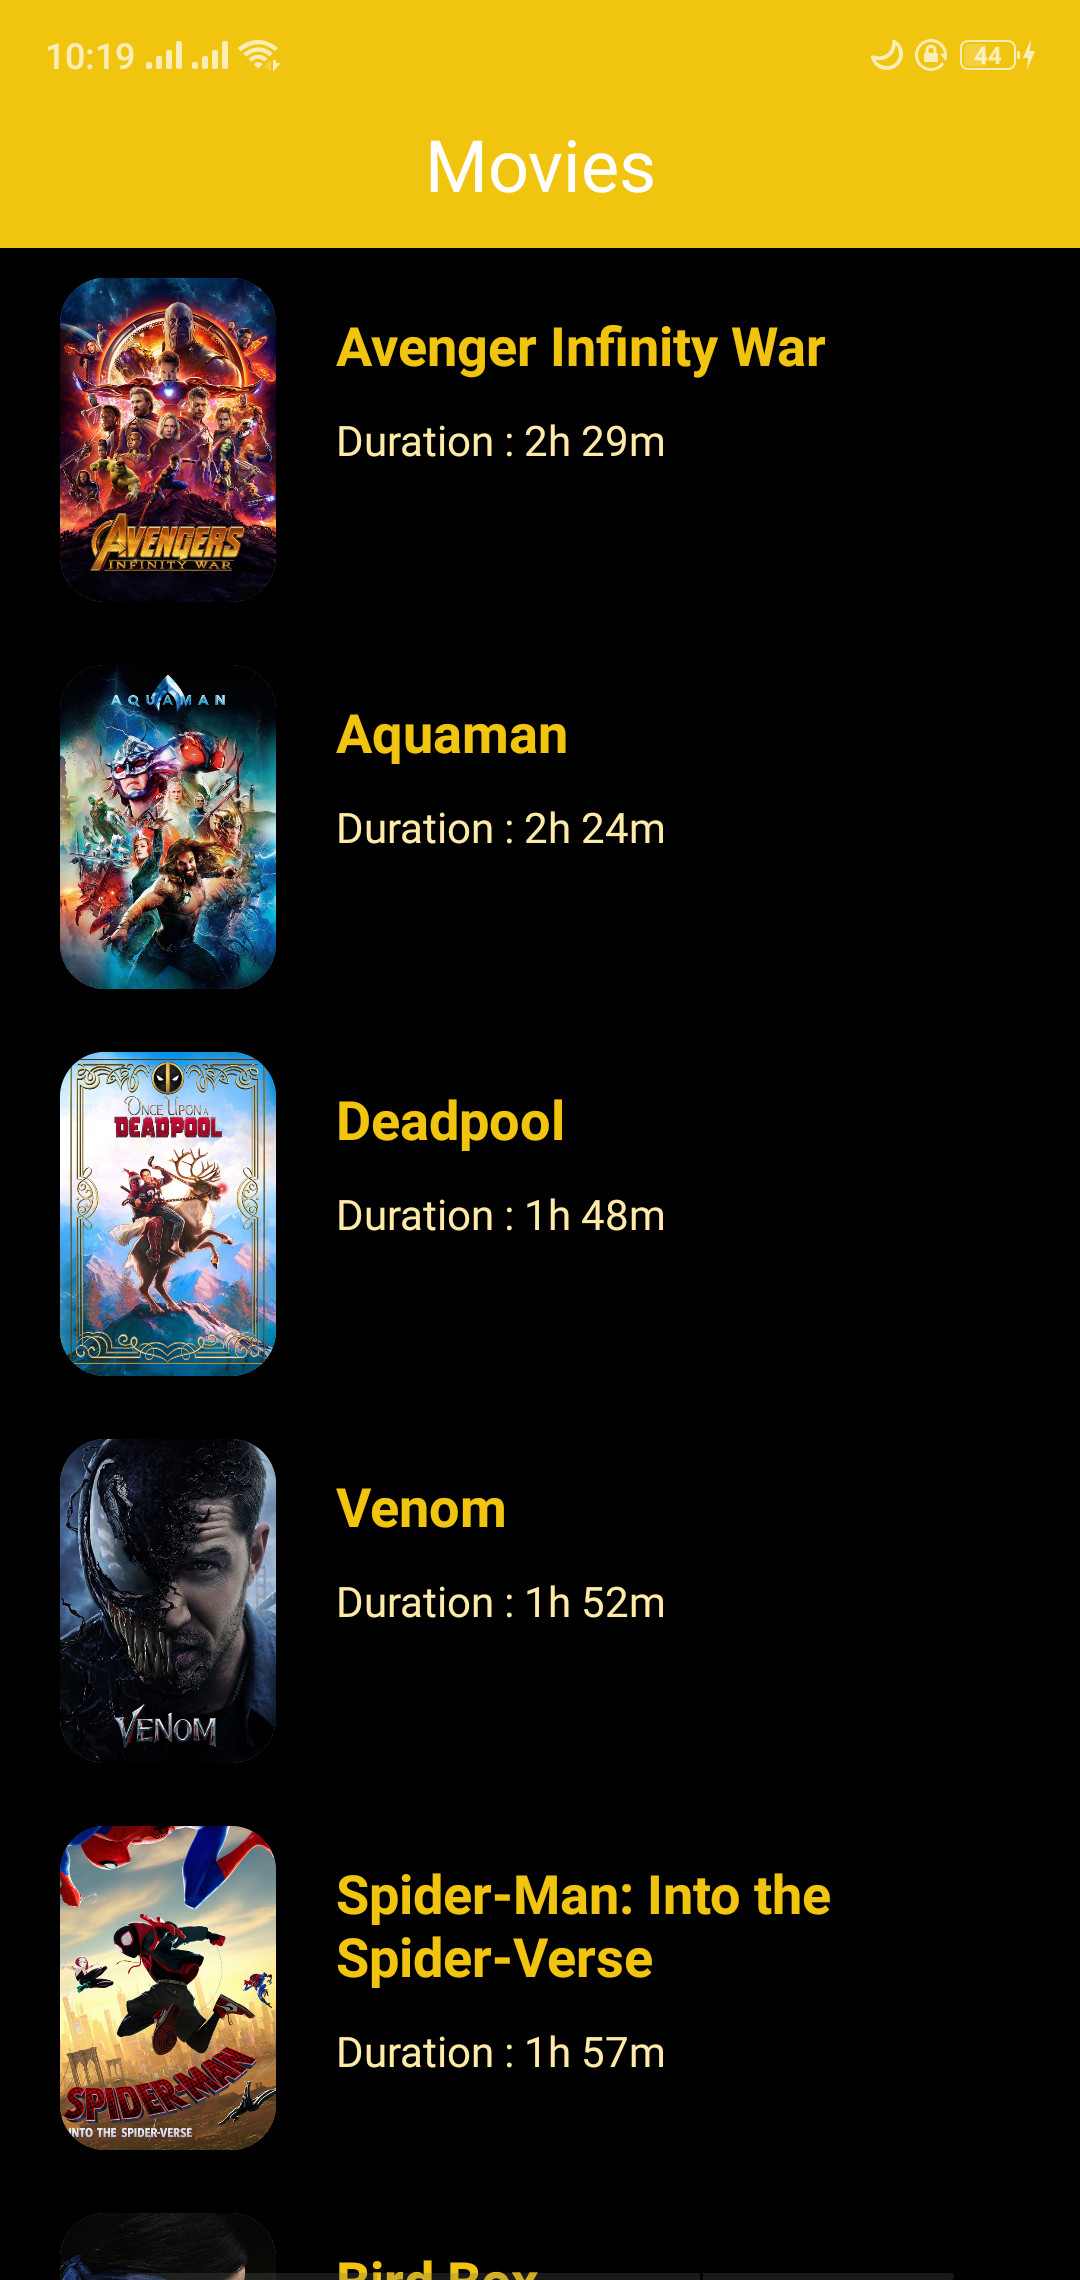 10:19
44
Movies
AVENGERS
INFINITY WAR
Avenger Infinity War
Duration : 2h 29m
AQUAMAN
Aquaman
Duration : 2h 24m
ONCE UPON A
DEADPOOL
Deadpool
Duration : 1h 48m
VENOM
Venom
Duration : 1h 52m
SPIDER-MAN
INTO THE SPIDER-VERSE
Spider-Man: Into the
Spider-Verse
Duration : 1h 57m
Bird Box